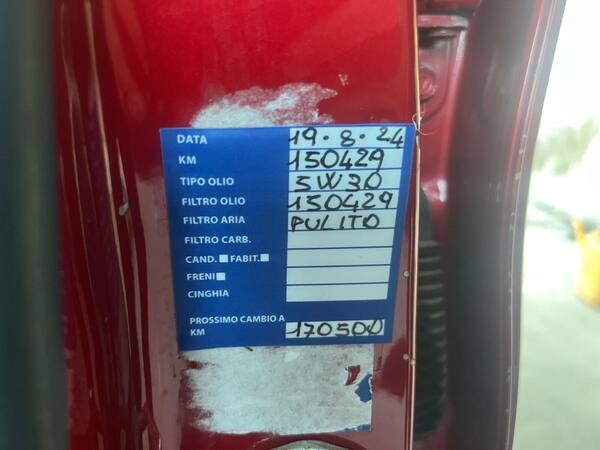 DATA 19.8.24
KM 150429
TIPO OLIO 5W30
FILTRO OLIO 150429
FILTRO ARIA PULITO
FILTRO CARB.
CAND. FABIT.
FRENI
CINGHIA
PROSSIMO CAMBIO A
KM 170500